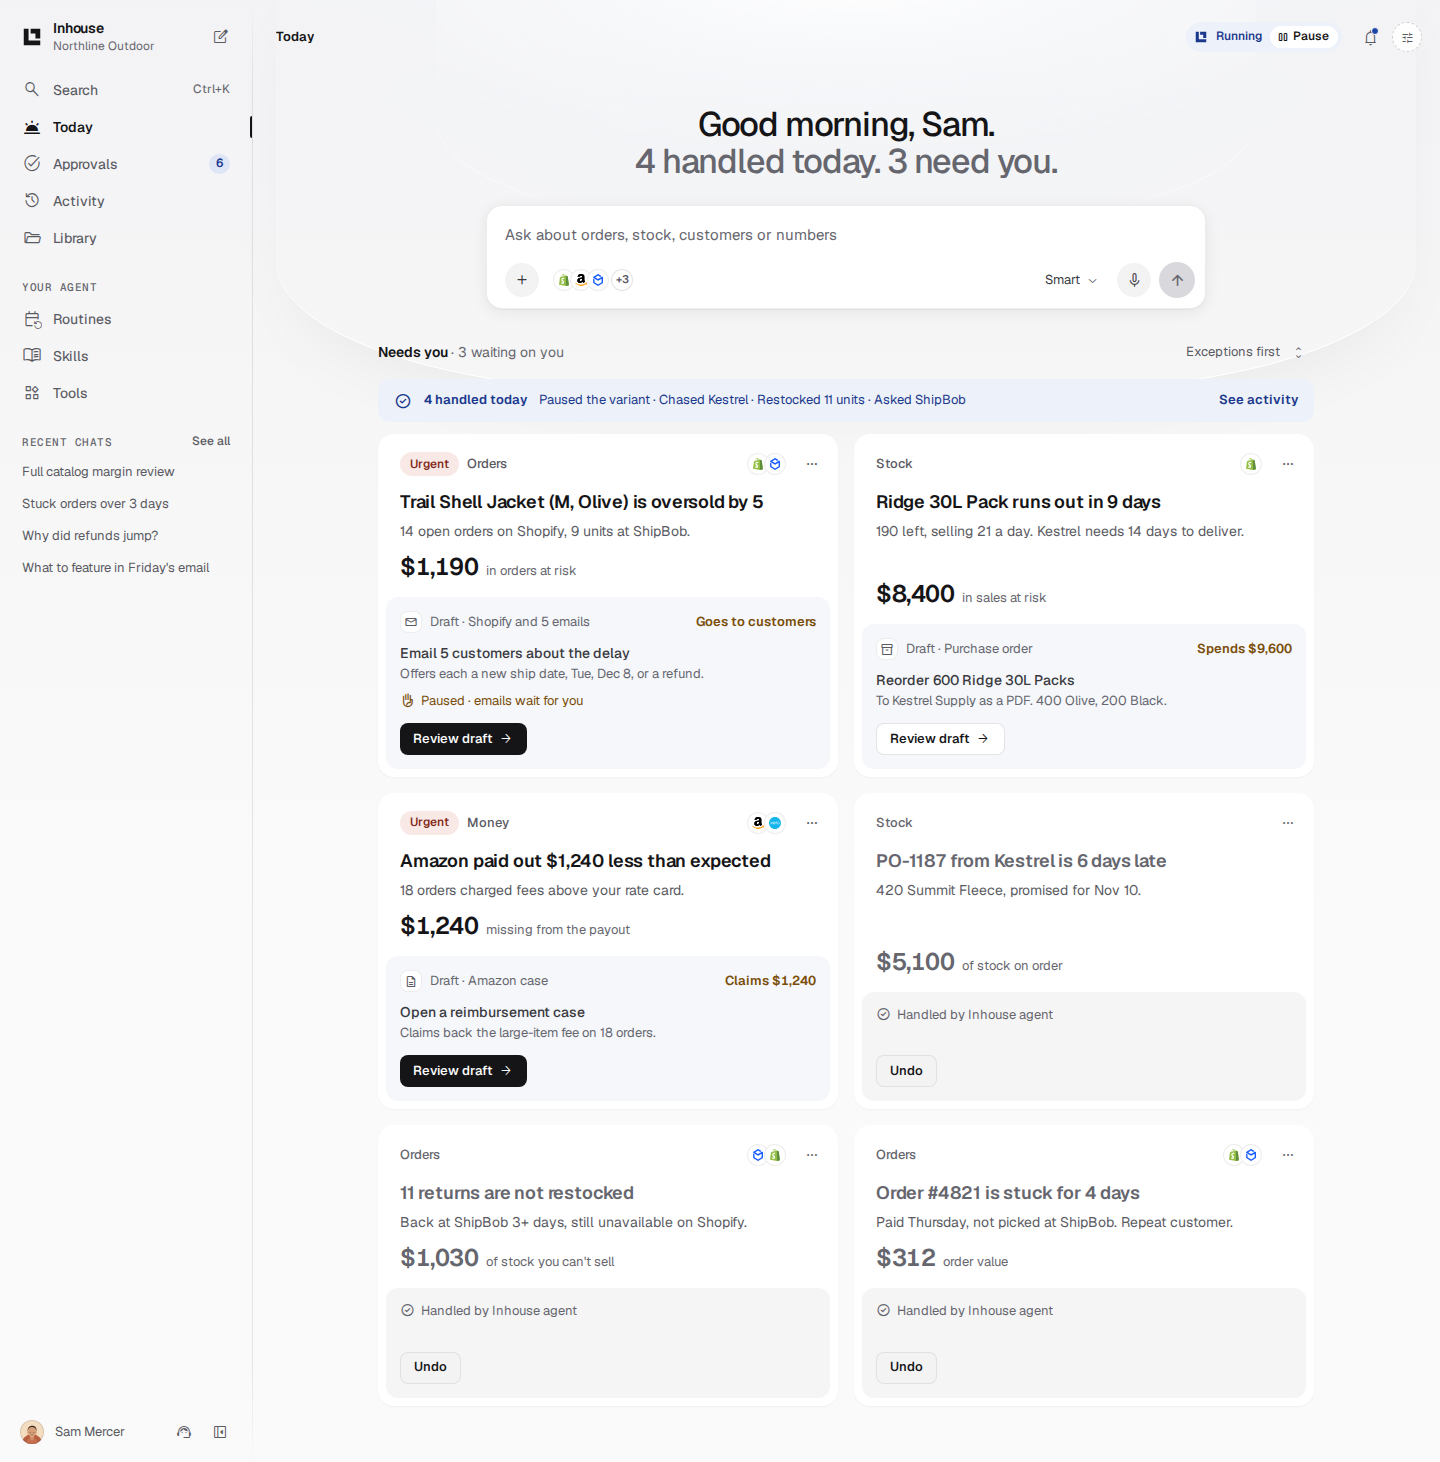 Inhouse
Northline Outdoor
Search
Ctrl+K
Today
Approvals
6
Activity
Library
YOUR AGENT
Routines
Skills
Tools
RECENT CHATS
See all
Full catalog margin review
Stuck orders over 3 days
Why did refunds jump?
What to feature in Friday's email
Sam Mercer
Today
Running
Pause
Good morning, Sam.
4 handled today. 3 need you.
Ask about orders, stock, customers or numbers
+3
Smart
Needs you · 3 waiting on you
Exceptions first
4 handled today
Paused the variant · Chased Kestrel · Restocked 11 units · Asked ShipBob
See activity
Urgent
Orders
Trail Shell Jacket (M, Olive) is oversold by 5
14 open orders on Shopify, 9 units at ShipBob.
$1,190 in orders at risk
Draft · Shopify and 5 emails
Goes to customers
Email 5 customers about the delay
Offers each a new ship date, Tue, Dec 8, or a refund.
Paused · emails wait for you
Review draft
Stock
Ridge 30L Pack runs out in 9 days
190 left, selling 21 a day. Kestrel needs 14 days to deliver.
$8,400 in sales at risk
Draft · Purchase order
Spends $9,600
Reorder 600 Ridge 30L Packs
To Kestrel Supply as a PDF. 400 Olive, 200 Black.
Review draft
Urgent
Money
Amazon paid out $1,240 less than expected
18 orders charged fees above your rate card.
$1,240 missing from the payout
Draft · Amazon case
Claims $1,240
Open a reimbursement case
Claims back the large-item fee on 18 orders.
Review draft
Stock
PO-1187 from Kestrel is 6 days late
420 Summit Fleece, promised for Nov 10.
$5,100 of stock on order
Handled by Inhouse agent
Undo
Orders
11 returns are not restocked
Back at ShipBob 3+ days, still unavailable on Shopify.
$1,030 of stock you can't sell
Handled by Inhouse agent
Undo
Orders
Order #4821 is stuck for 4 days
Paid Thursday, not picked at ShipBob. Repeat customer.
$312 order value
Handled by Inhouse agent
Undo